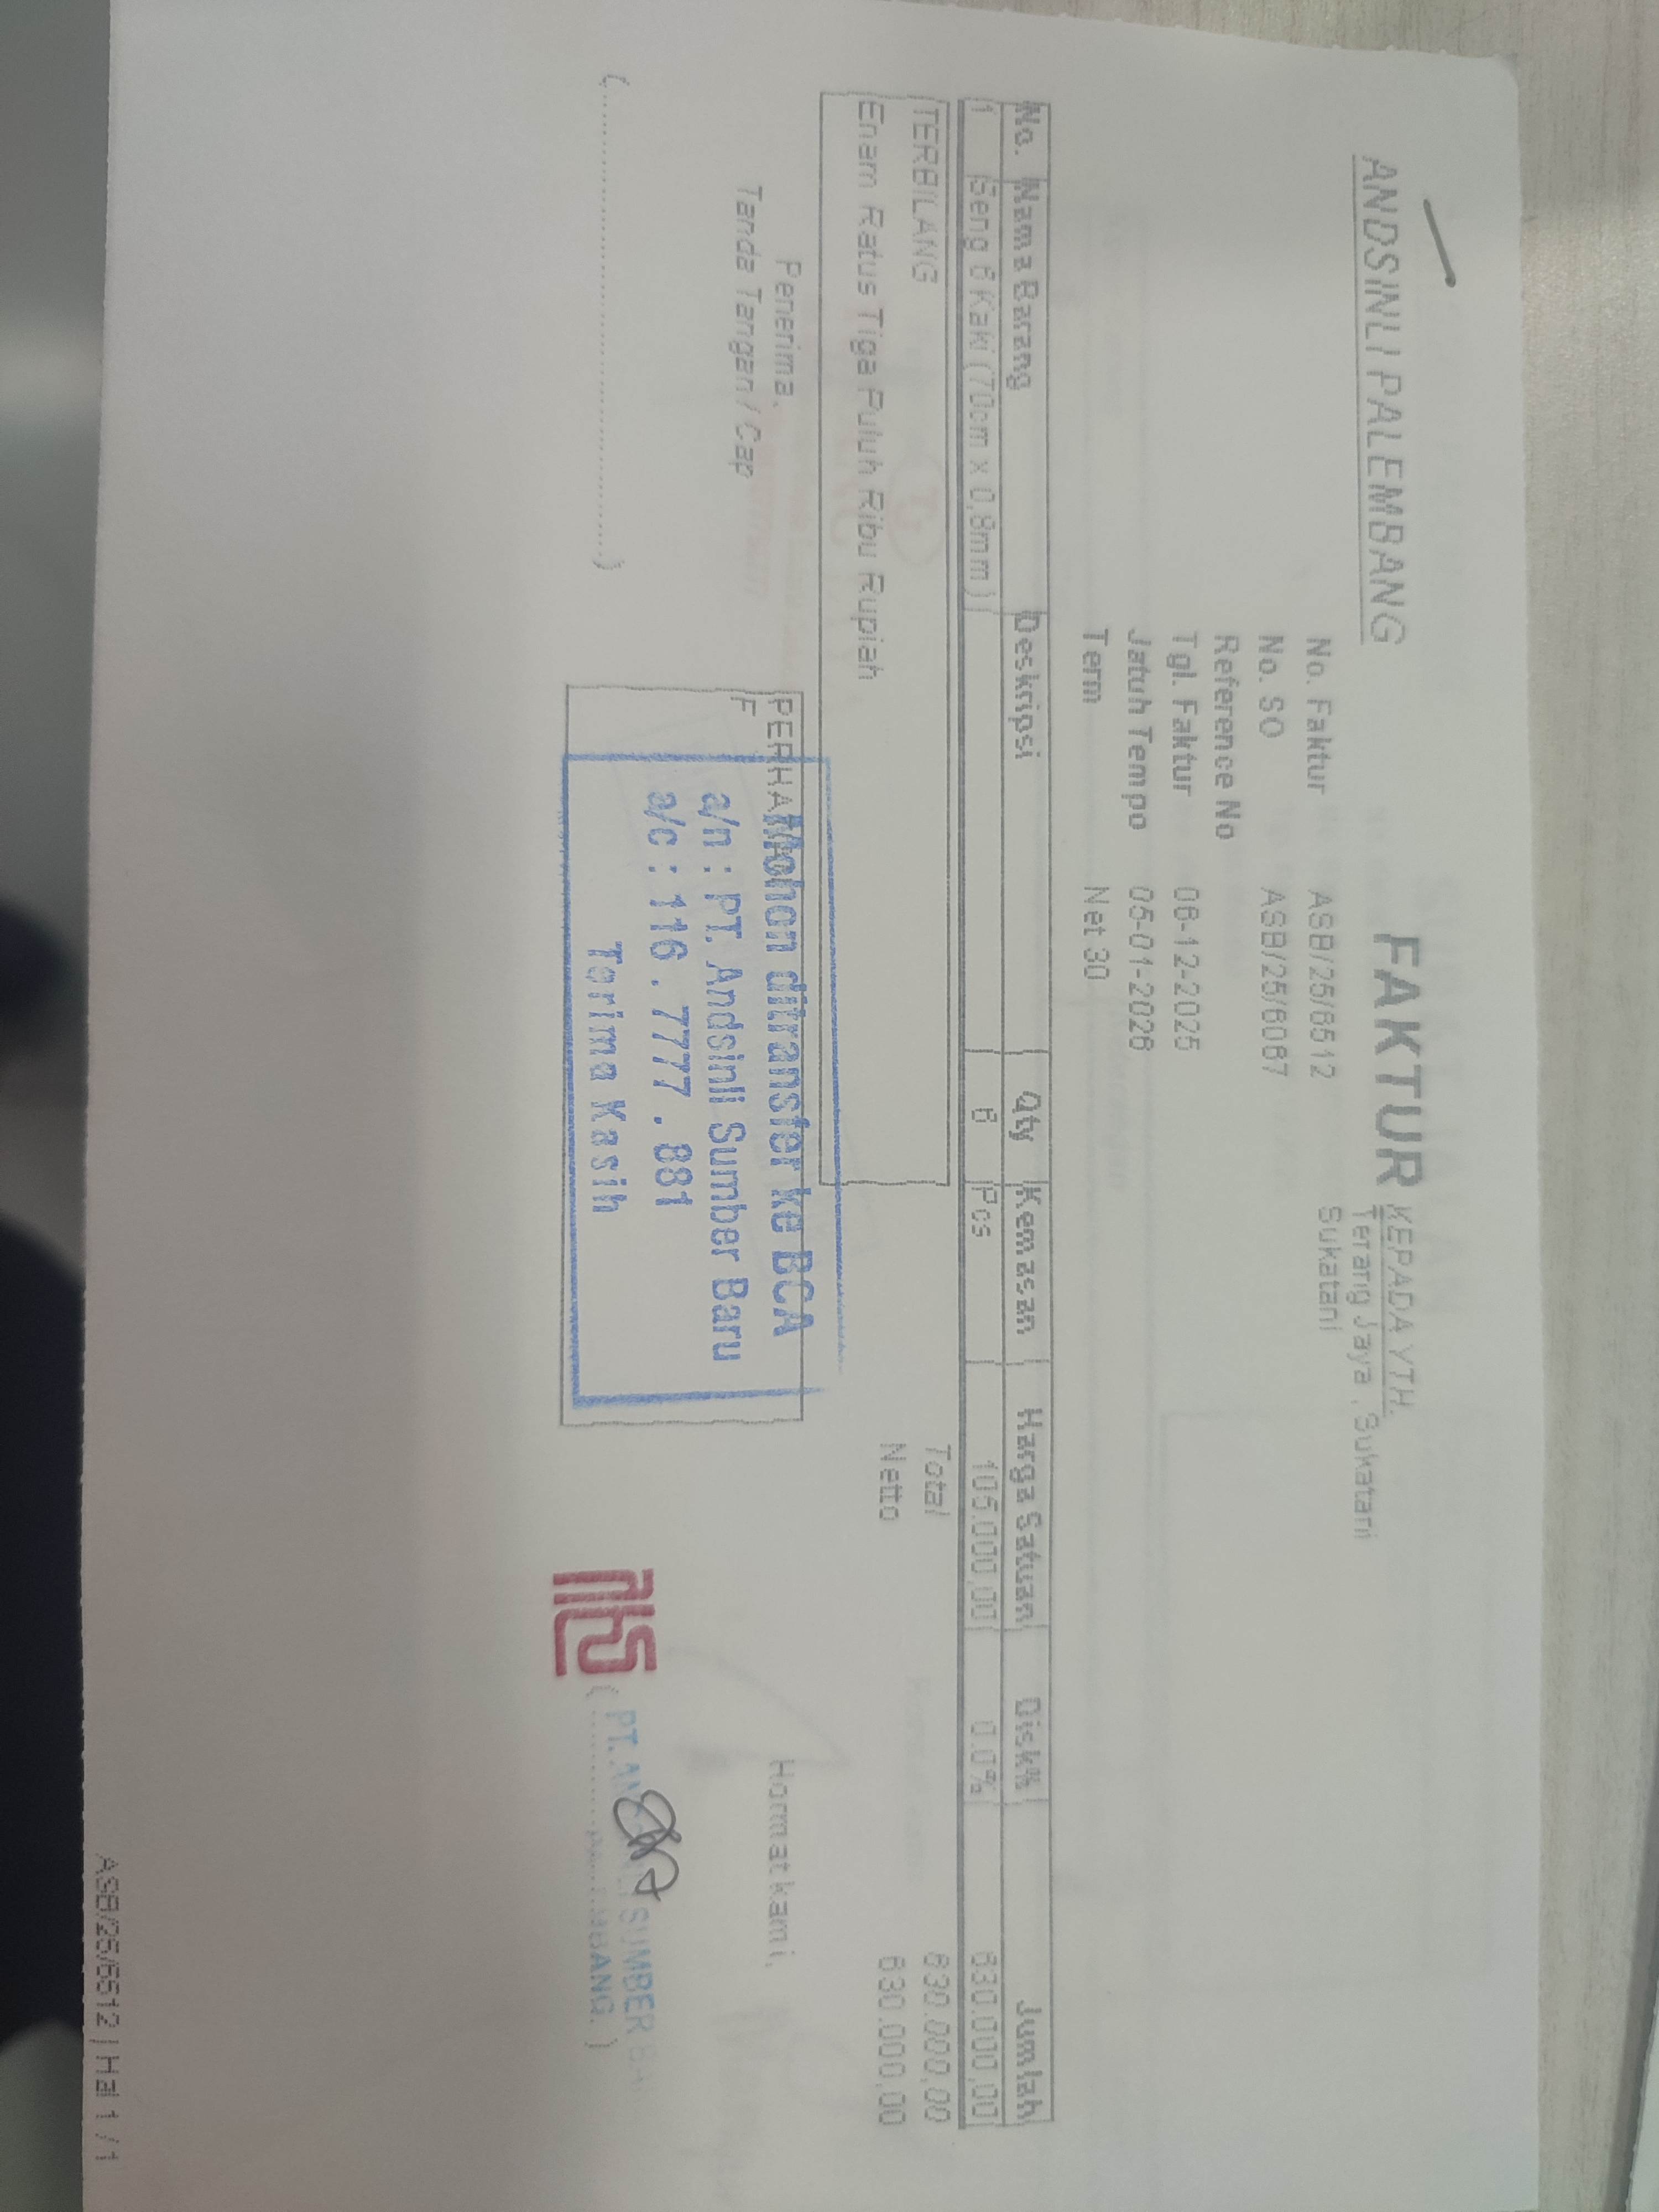 ANDSINLI PALEMBANG
FAKTUR
KEPADA YTH.
Terang Jaya , Sukatani
Sukatani
No. Faktur ASB/25/6512
No. SO ASB/25/6087
Reference No
Tgl. Faktur 06-12-2025
Jatuh Tempo 05-01-2026
Term Net 30
No. Nama Barang Deskripsi Qty Kemasan Harga Satuan Disk% Jumlah
1 Seng 6 Kaki (70cm x 0,8mm) 6 Pcs 105.000,00 0.0% 630.000,00
TERBILANG
Enam Ratus Tiga Puluh Ribu Rupiah
Total 630.000,00
Netto 630.000,00
Penerima,
Tanda Tangan / Cap
(..............................)
PERHA
F
Mohon ditransfer ke BCA
a/n : PT. Andsinli Sumber Baru
a/c : 116 . 7777 . 881
Terima Kasih
Hormat kami,
PT. SUMBER
ASB/25/6512 | Hal 1 / 1